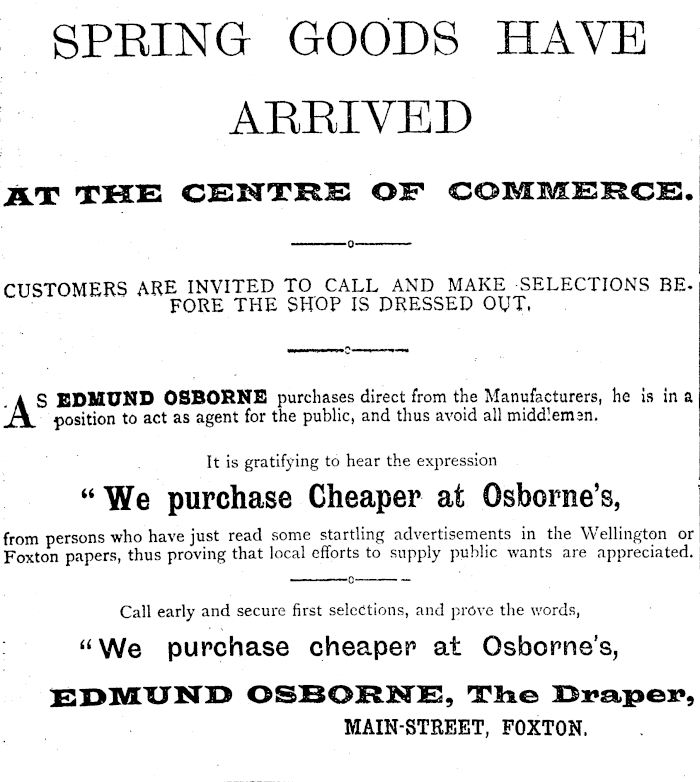 SPRING GOODS HAVE
ARRIVED
AT THE CENTRE OF COMMERCE.
CUSTOMERS ARE INVITED TO CALL AND MAKE SELECTIONS BE-
FORE THE SHOP IS DRESSED OUT,
AS EDMUND OSBORNE purchases direct from the Manufacturers, he is in a
position to act as agent for the public, and thus avoid all middlemen.
It is gratifying to hear the expression
“We purchase Cheaper at Osborne's,
from persons who have just read some startling advertisements in the Wellington or
Foxton papers, thus proving that local efforts to supply public wants are appreciated.
Call early and secure first selections, and prove the words,
“We purchase cheaper at Osborne's,
EDMUND OSBORNE, The Draper,
MAIN-STREET, FOXTON.